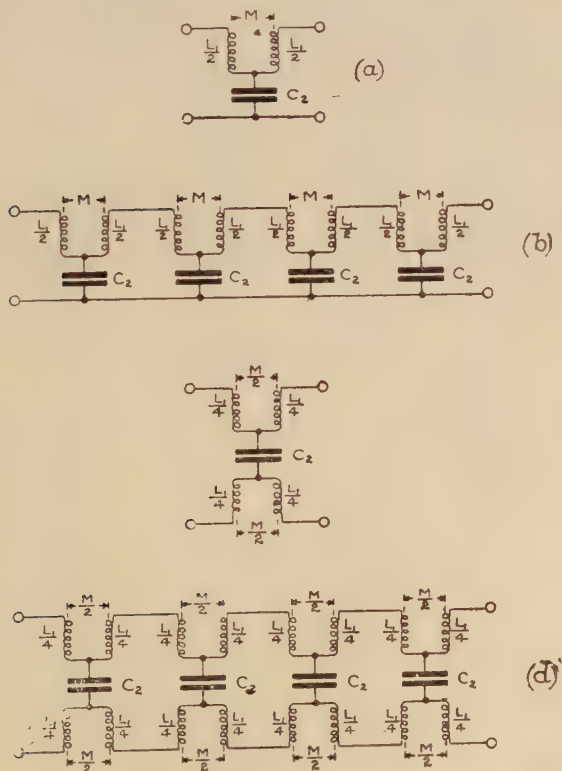 M
L₁/2 L₁/2
C₂
(a)
M M M M
L₁/2 L₁/2 L₁/2 L₁/2 L₁/2 L₁/2 L₁/2 L₁/2
C₂ C₂ C₂ C₂
(b)
M/2
L₁/4 L₁/4
C₂
L₁/4 L₁/4
M/2
M/2 M/2 M/2 M/2
L₁/4 L₁/4 L₁/4 L₁/4 L₁/4 L₁/4 L₁/4 L₁/4
C₂ C₂ C₂ C₂
(d)
L₁/4 L₁/4 L₁/4 L₁/4 L₁/4 L₁/4 L₁/4
M/2 M/2 M/2 M/2